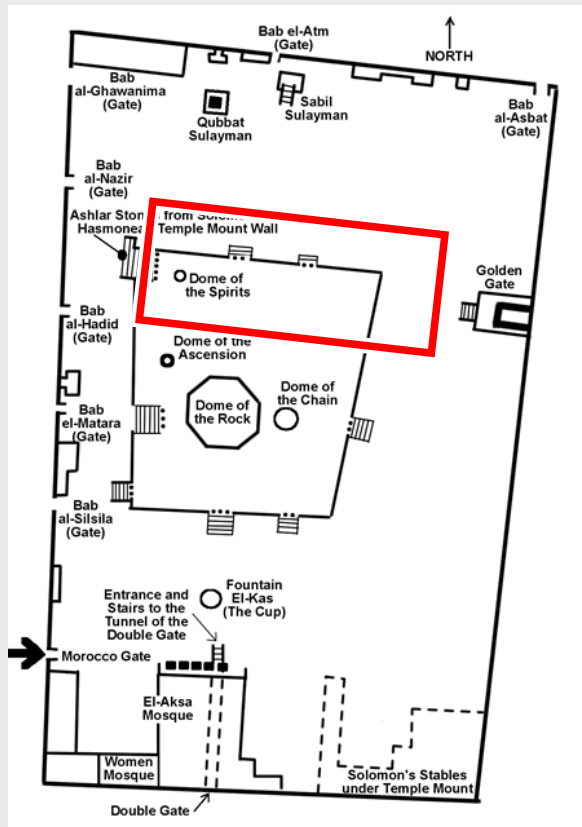 Bab el-Atm
(Gate)
NORTH
Bab
al-Ghawanima
(Gate)
Qubbat
Sulayman
Sabil
Sulayman
Bab
al-Asbat
(Gate)
Bab
al-Nazir
(Gate)
Ashlar Ston from
Hasmonea Temple Mount Wall
Dome of
the Spirits
Golden
Gate
Bab
al-Hadid
(Gate)
Dome of the
Ascension
Dome of
the Rock
Dome of
the Chain
Bab
el-Matara
(Gate)
Bab
al-Silsila
(Gate)
Entrance and
Stairs to the
Tunnel of the
Double Gate
Fountain
El-Kas
(The Cup)
Morocco Gate
El-Aksa
Mosque
Women
Mosque
Solomon's Stables
under Temple Mount
Double Gate